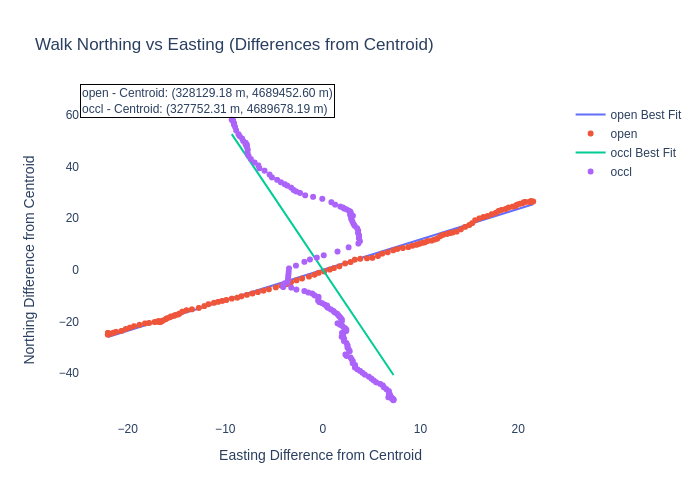 Walk Northing vs Easting (Differences from Centroid)
open - Centroid: (328129.18 m, 4689452.60 m)
occl - Centroid: (327752.31 m, 4689678.19 m)
open Best Fit
open
occl Best Fit
occl
60
40
20
0
−20
−40
Northing Difference from Centroid
−20
−10
0
10
20
Easting Difference from Centroid